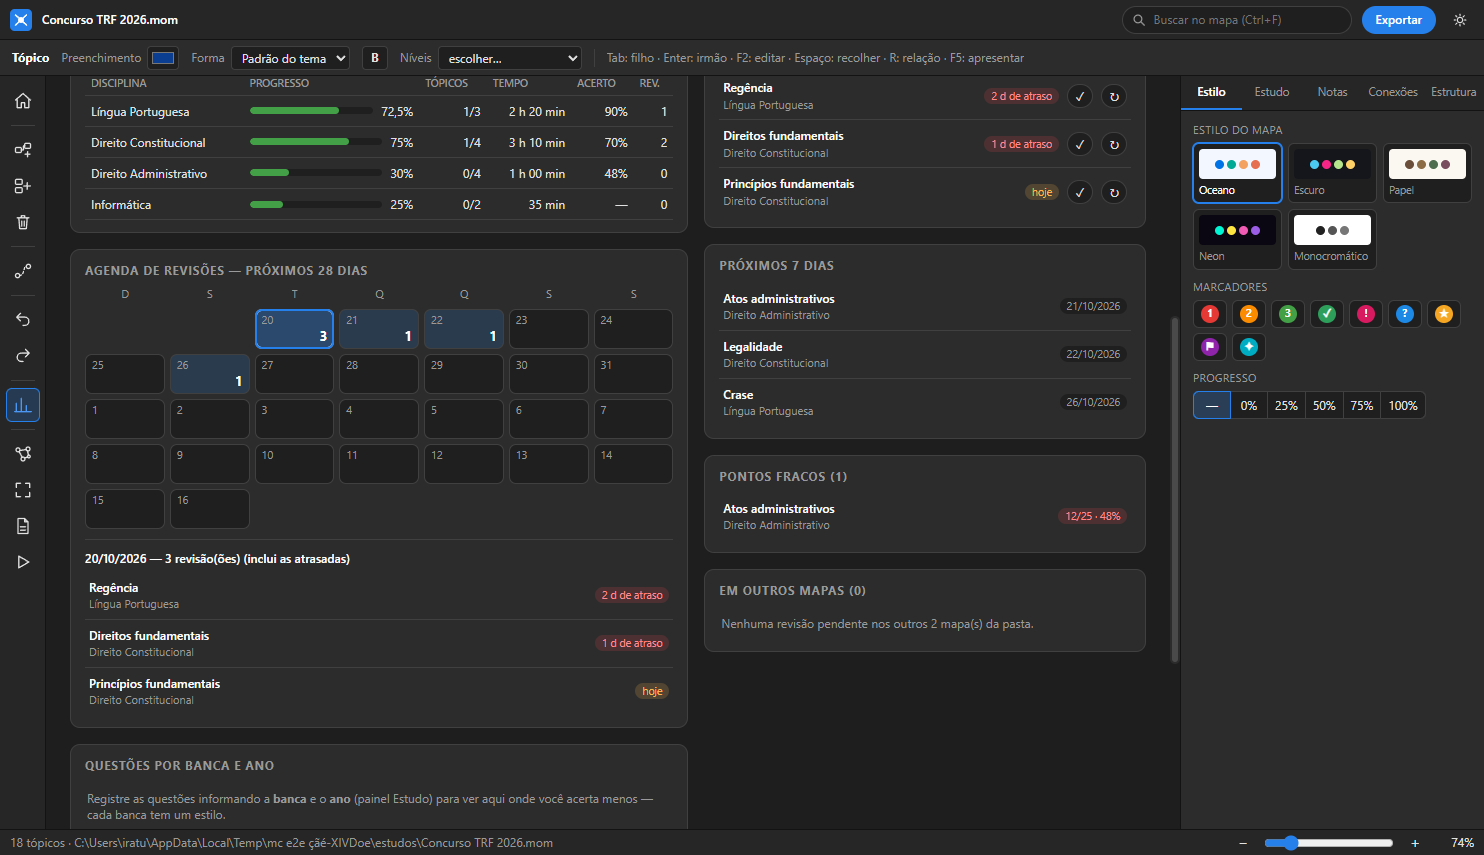 Concurso TRF 2026.mom
Buscar no mapa (Ctrl+F)
Exportar
Tópico
Preenchimento
Forma
Padrão do tema
B
Níveis
escolher...
Tab: filho · Enter: irmão · F2: editar · Espaço: recolher · R: relação · F5: apresentar
DISCIPLINA PROGRESSO TÓPICOS TEMPO ACERTO REV.
Língua Portuguesa 72,5% 1/3 2 h 20 min 90% 1
Direito Constitucional 75% 1/4 3 h 10 min 70% 2
Direito Administrativo 30% 0/4 1 h 00 min 48% 0
Informática 25% 0/2 35 min — 0
AGENDA DE REVISÕES — PRÓXIMOS 28 DIAS
D S T Q Q S S
20 3 21 1 22 1 23 24
25 26 1 27 28 29 30 31
1 2 3 4 5 6 7
8 9 10 11 12 13 14
15 16
20/10/2026 — 3 revisão(ões) (inclui as atrasadas)
Regência
Língua Portuguesa
2 d de atraso
Direitos fundamentais
Direito Constitucional
1 d de atraso
Princípios fundamentais
Direito Constitucional
hoje
QUESTÕES POR BANCA E ANO
Registre as questões informando a banca e o ano (painel Estudo) para ver aqui onde você acerta menos —
cada banca tem um estilo.
Regência
Língua Portuguesa
2 d de atraso
Direitos fundamentais
Direito Constitucional
1 d de atraso
Princípios fundamentais
Direito Constitucional
hoje
PRÓXIMOS 7 DIAS
Atos administrativos
Direito Administrativo
21/10/2026
Legalidade
Direito Constitucional
22/10/2026
Crase
Língua Portuguesa
26/10/2026
PONTOS FRACOS (1)
Atos administrativos
Direito Administrativo
12/25 · 48%
EM OUTROS MAPAS (0)
Nenhuma revisão pendente nos outros 2 mapa(s) da pasta.
Estilo Estudo Notas Conexões Estrutura
ESTILO DO MAPA
Oceano Escuro Papel
Neon Monocromático
MARCADORES
1 2 3 ✓ ! ? ★
PROGRESSO
— 0% 25% 50% 75% 100%
18 tópicos · C:\Users\iratu\AppData\Local\Temp\mc e2e çãé-XIVDoe\estudos\Concurso TRF 2026.mom
− + 74%